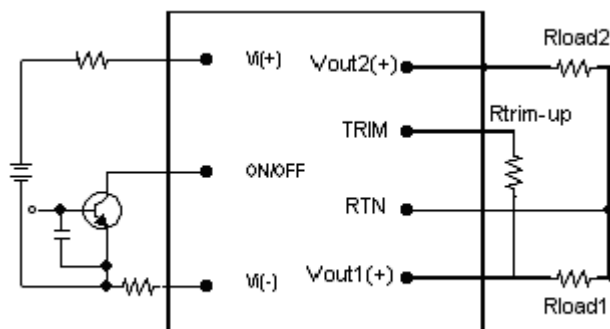 Vi(+)
Vout2(+)
Rload2
TRIM
Rtrim-up
ON/OFF
RTN
Vi(-)
Vout1(+)
Rload1